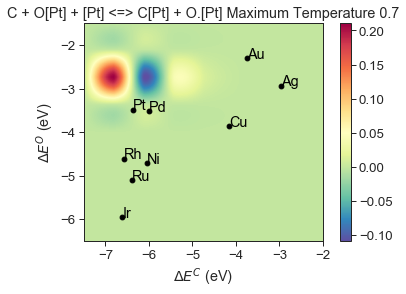 C + O[Pt] + [Pt] <=> C[Pt] + O.[Pt] Maximum Temperature 0.7
0.20
0.15
0.10
0.05
0.00
−0.05
−0.10
−2
−3
−4
−5
−6
ΔE^O (eV)
Au
Ag
Pt
Pd
Cu
Rh
Ni
Ru
Ir
−7
−6
−5
−4
−3
−2
ΔE^C (eV)